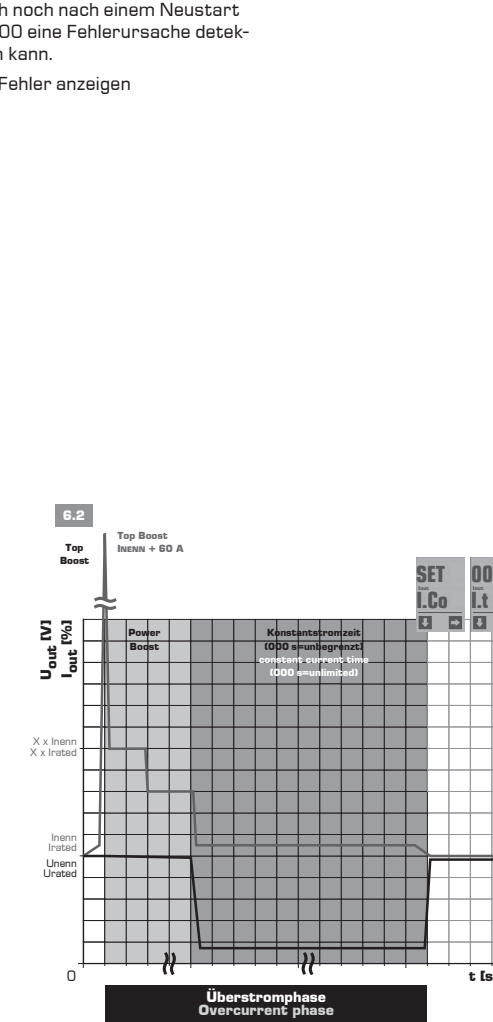 h noch nach einem Neustart
00 eine Fehlerursache detek-
n kann.
Fehler anzeigen
6.2
Top
Boost
Top Boost
INENN + 60 A
SET
Iout
I.Co
00
Iout
I.t
Uout [V]
Iout [%]
Power
Boost
Konstantstromzeit
(000 s=unbegrenzt)
constant current time
(000 s=unlimited)
X x Inenn
X x Irated
Inenn
Irated
Unenn
Urated
0
t [s
Überstromphase
Overcurrent phase